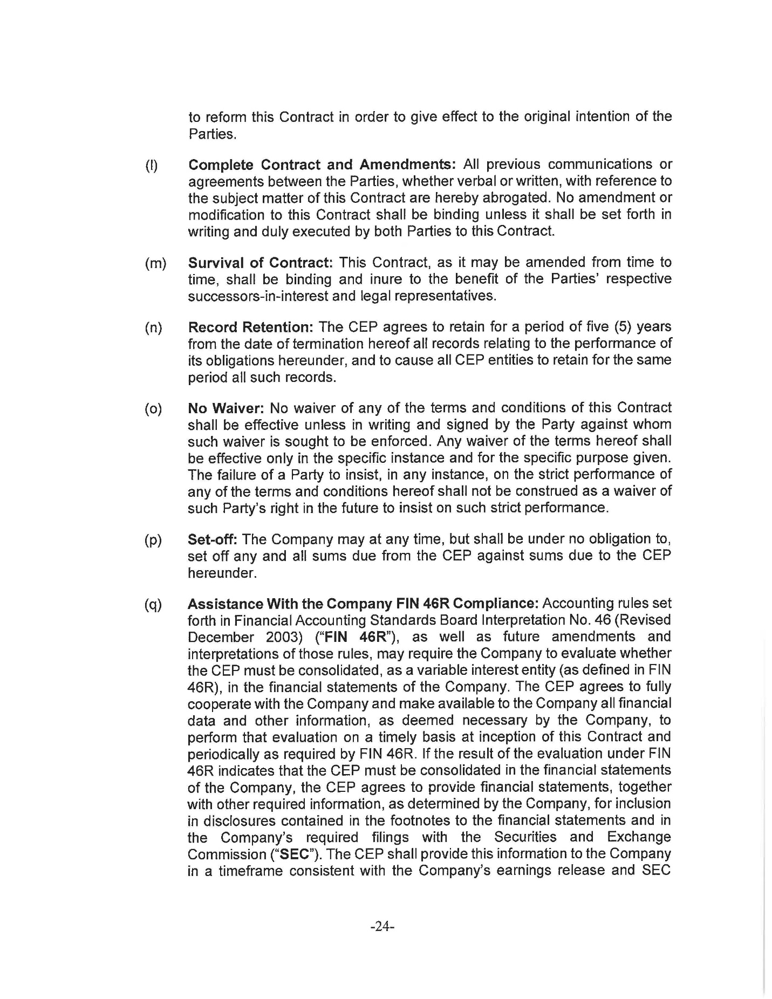 to reform this Contract in order to give effect to the original intention of the
Parties.
(l) Complete Contract and Amendments: All previous communications or
agreements between the Parties, whether verbal or written, with reference to
the subject matter of this Contract are hereby abrogated. No amendment or
modification to this Contract shall be binding unless it shall be set forth in
writing and duly executed by both Parties to this Contract.
(m) Survival of Contract: This Contract, as it may be amended from time to
time, shall be binding and inure to the benefit of the Parties' respective
successors-in-interest and legal representatives.
(n) Record Retention: The CEP agrees to retain for a period of five (5) years
from the date of termination hereof all records relating to the performance of
its obligations hereunder, and to cause all CEP entities to retain for the same
period all such records.
(o) No Waiver: No waiver of any of the terms and conditions of this Contract
shall be effective unless in writing and signed by the Party against whom
such waiver is sought to be enforced. Any waiver of the terms hereof shall
be effective only in the specific instance and for the specific purpose given.
The failure of a Party to insist, in any instance, on the strict performance of
any of the terms and conditions hereof shall not be construed as a waiver of
such Party's right in the future to insist on such strict performance.
(p) Set-off: The Company may at any time, but shall be under no obligation to,
set off any and all sums due from the CEP against sums due to the CEP
hereunder.
(q) Assistance With the Company FIN 46R Compliance: Accounting rules set
forth in Financial Accounting Standards Board Interpretation No. 46 (Revised
December 2003) ("FIN 46R"), as well as future amendments and
interpretations of those rules, may require the Company to evaluate whether
the CEP must be consolidated, as a variable interest entity (as defined in FIN
46R), in the financial statements of the Company. The CEP agrees to fully
cooperate with the Company and make available to the Company all financial
data and other information, as deemed necessary by the Company, to
perform that evaluation on a timely basis at inception of this Contract and
periodically as required by FIN 46R. If the result of the evaluation under FIN
46R indicates that the CEP must be consolidated in the financial statements
of the Company, the CEP agrees to provide financial statements, together
with other required information, as determined by the Company, for inclusion
in disclosures contained in the footnotes to the financial statements and in
the Company's required filings with the Securities and Exchange
Commission ("SEC"). The CEP shall provide this information to the Company
in a timeframe consistent with the Company's earnings release and SEC
-24-